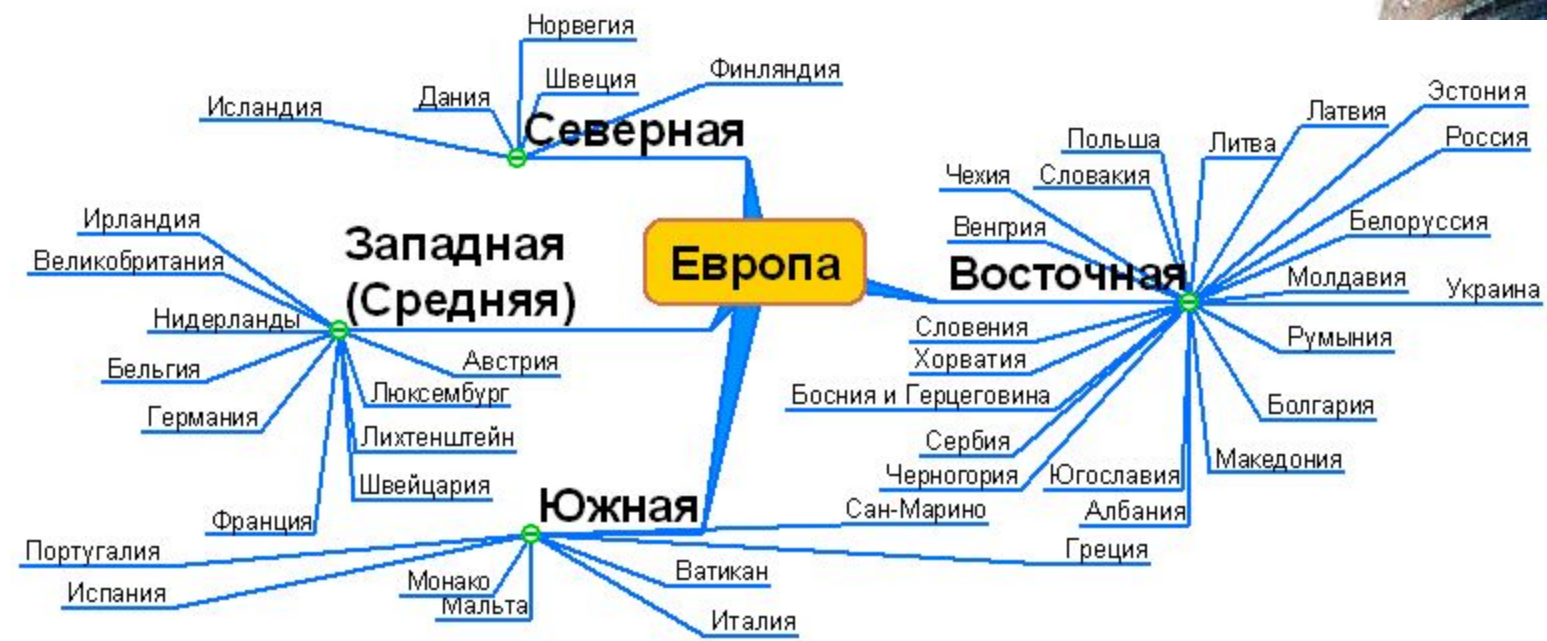 Европа
Северная
Исландия
Дания
Норвегия
Швеция
Финляндия
Западная
(Средняя)
Ирландия
Великобритания
Нидерланды
Бельгия
Германия
Франция
Австрия
Люксембург
Лихтенштейн
Швейцария
Южная
Португалия
Испания
Монако
Мальта
Ватикан
Италия
Сан-Марино
Греция
Восточная
Чехия
Венгрия
Польша
Словакия
Литва
Латвия
Эстония
Россия
Белоруссия
Молдавия
Украина
Румыния
Болгария
Македония
Словения
Хорватия
Босния и Герцеговина
Сербия
Черногория
Югославия
Албания